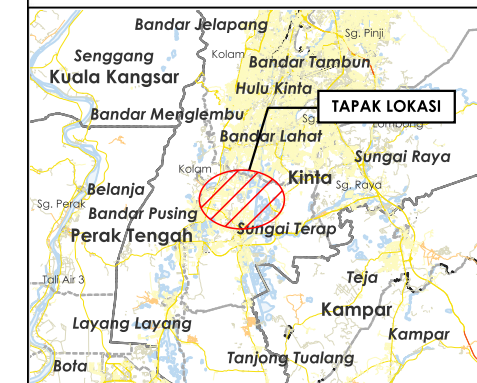 Bandar Jelapang
Sg. Pinji
Senggang
Kolam
Bandar Tambun
Kuala Kangsar
Hulu Kinta
TAPAK LOKASI
Bandar Menglembu
Sg.
Bandar Lahat
Sungai Raya
Kolam
Kinta
Sg. Raya
Belanja
Sg. Perak
Bandar Pusing
Sungai Terap
Perak Tengah
Tali Air 3
Teja
Kampar
Layang Layang
Kampar
Tanjong Tualang
Bota